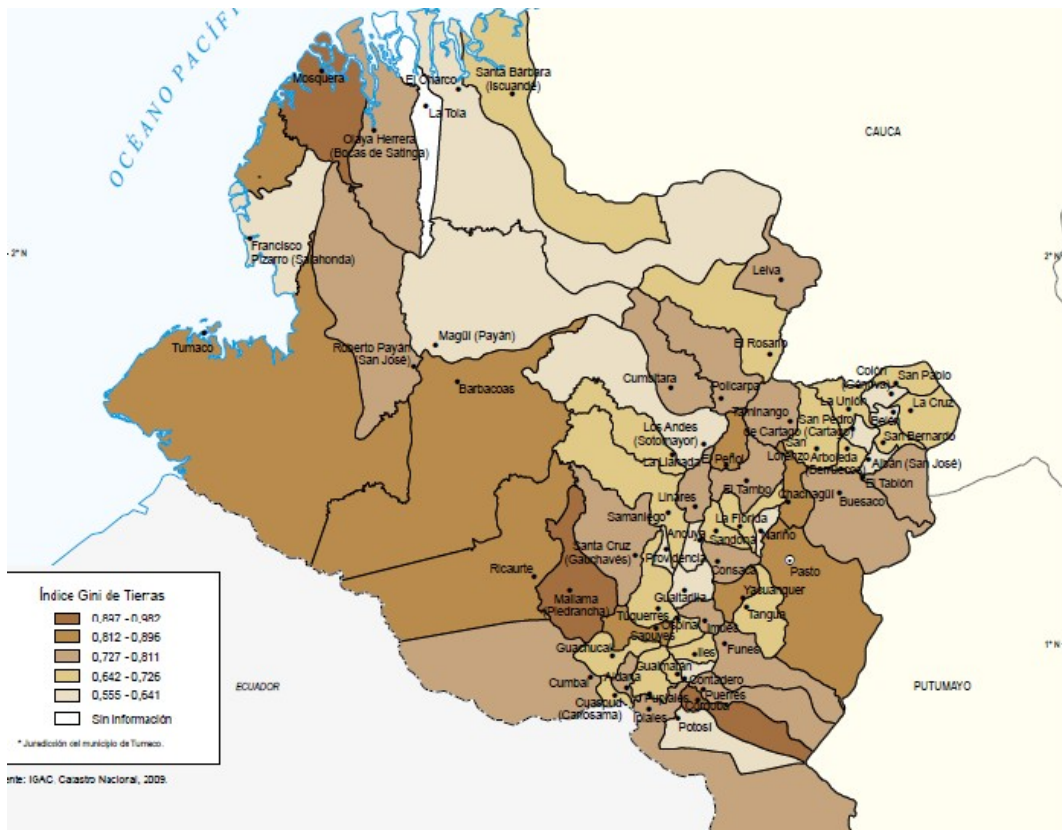 OCÉANO PACÍFI
Mosquera
El Charco
Santa Bárbara
(Iscuandé)
La Tola
Olaya Herrera
(Bocas de Satinga)
CAUCA
2° N
2° N
Francisco
Pizarro (Salahonda)
Leiva
Tumaco
Magüí (Payán)
Roberto Payán
(San José)
El Rosario
Barbacoas
Cumbitara
Policarpa
Colón
(Génova)
San Pablo
La Unión
La Cruz
Taminango
San Pedro
de Cartago (Cartago)
Belén
Los Andes
(Sotomayor)
San
Lorenzo
San Bernardo
La Llanada
El Peñol
Arboleda
(Berruecos)
Albán (San José)
El Tablón
El Tambo
Chachagüí
Buesaco
Linares
Samaniego
La Florida
Ancuya
Sandoná
Nariño
Santa Cruz
(Guachavés)
Providencia
Consacá
Pasto
Ricaurte
Mallama
(Piedrancha)
Guaitarilla
Yacuanquer
Tangua
Túquerres
Ospina
Imués
Sapuyes
Funes
Guachucal
Iles
Gualmatán
Contadero
Aldana
Cumbal
Puerres
Pupiales
Córdoba
Cuaspud
(Carlosama)
Ipiales
Potosí
1° N
PUTUMAYO
ECUADOR
Índice Gini de Tierras
0,897 - 0,982
0,812 - 0,896
0,727 - 0,811
0,642 - 0,726
0,555 - 0,641
Sin información
* Jurisdicción del municipio de Tumaco.
ente: IGAC. Catastro Nacional, 2009.